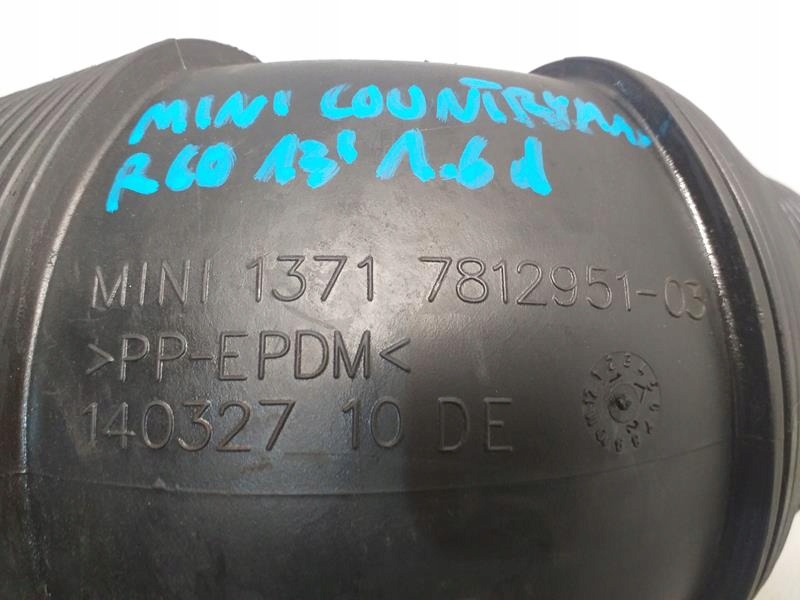 MINI COUNTRYMAN
R60 13' 1.6 d
MINI 1371 7812951-03
>PP-EPDM<
140327 10 DE